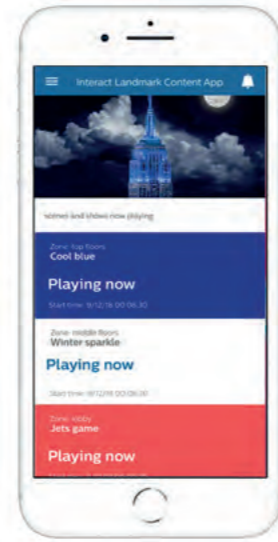 Interact Landmark Content App
scenes and shows now playing
Zone: top floors
Cool blue
Playing now
Start time: 9/12/18 00:06:30
Zone: middle floors
Winter sparkle
Playing now
Start time: 9/12/18 00:06:30
Zone: lobby
Jets game
Playing now